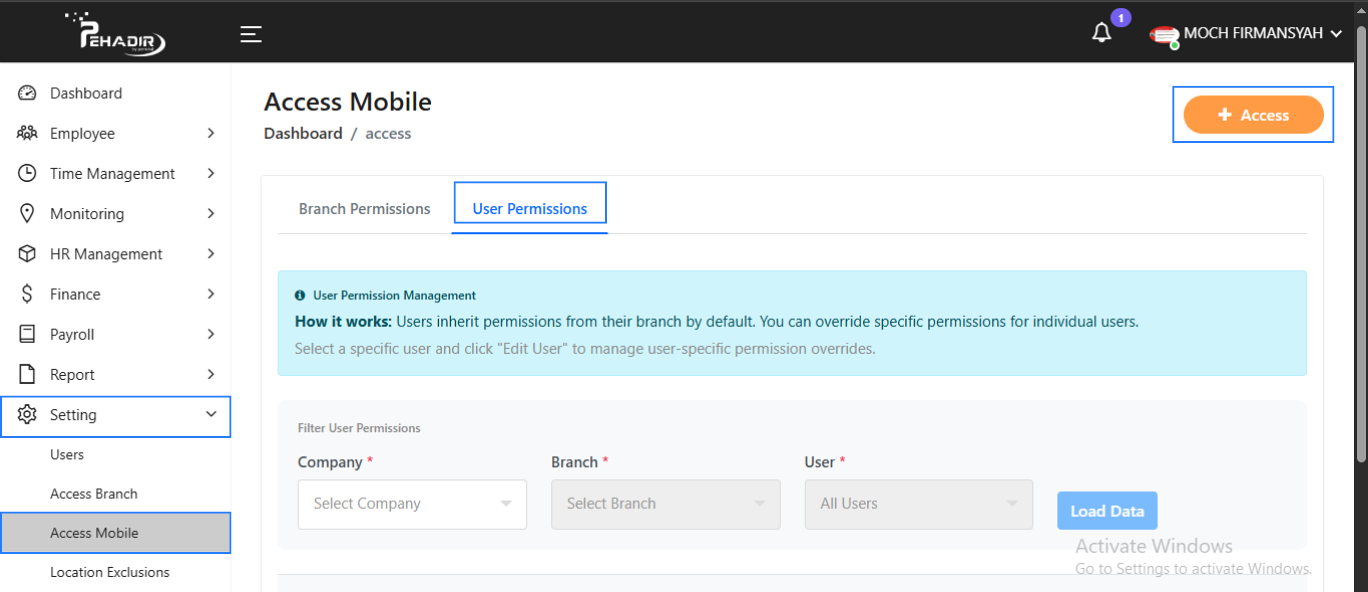 PEHADIR
1
MOCH FIRMANSYAH
Dashboard
Employee
Time Management
Monitoring
HR Management
Finance
Payroll
Report
Setting
Users
Access Branch
Access Mobile
Location Exclusions
Access Mobile
Dashboard / access
+ Access
Branch Permissions
User Permissions
User Permission Management
How it works: Users inherit permissions from their branch by default. You can override specific permissions for individual users.
Select a specific user and click "Edit User" to manage user-specific permission overrides.
Filter User Permissions
Company * Branch * User *
Select Company Select Branch All Users Load Data
Activate Windows
Go to Settings to activate Windows.